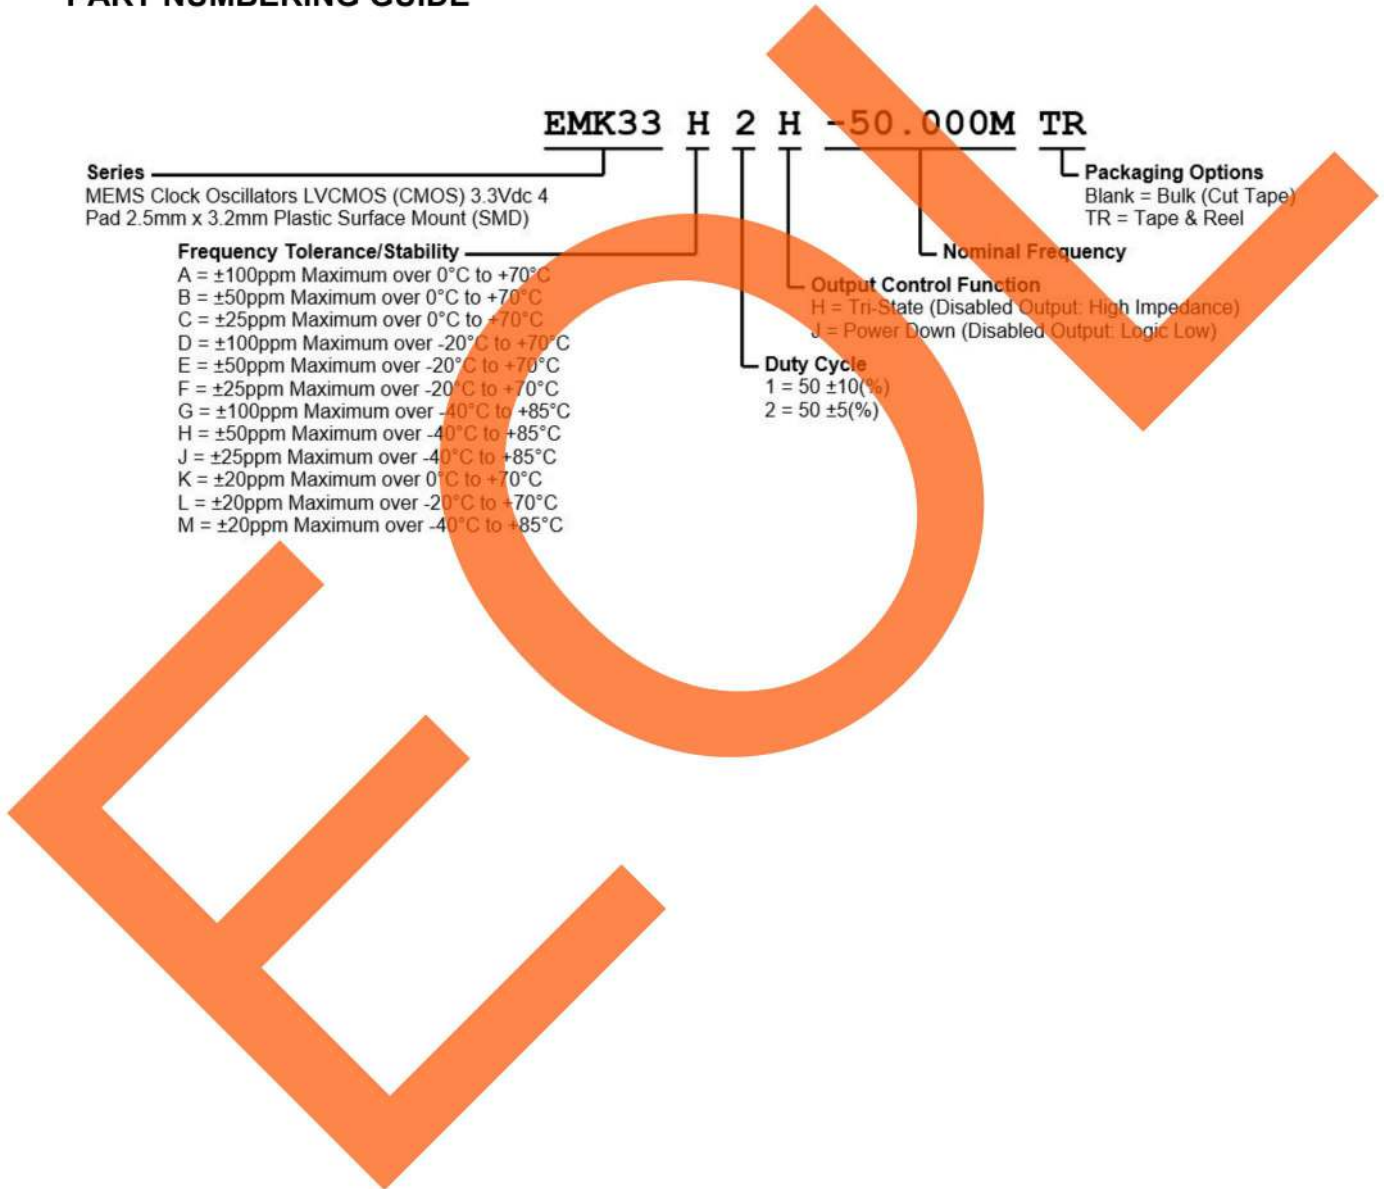 PART NUMBERING GUIDE
EMK33 H 2 H -50.000M TR
Series
MEMS Clock Oscillators LVCMOS (CMOS) 3.3Vdc 4
Pad 2.5mm x 3.2mm Plastic Surface Mount (SMD)
Packaging Options
Blank = Bulk (Cut Tape)
TR = Tape & Reel
Frequency Tolerance/Stability
A = ±100ppm Maximum over 0°C to +70°C
B = ±50ppm Maximum over 0°C to +70°C
C = ±25ppm Maximum over 0°C to +70°C
D = ±100ppm Maximum over -20°C to +70°C
E = ±50ppm Maximum over -20°C to +70°C
F = ±25ppm Maximum over -20°C to +70°C
G = ±100ppm Maximum over -40°C to +85°C
H = ±50ppm Maximum over -40°C to +85°C
J = ±25ppm Maximum over -40°C to +85°C
K = ±20ppm Maximum over 0°C to +70°C
L = ±20ppm Maximum over -20°C to +70°C
M = ±20ppm Maximum over -40°C to +85°C
Nominal Frequency
Output Control Function
H = Tri-State (Disabled Output: High Impedance)
J = Power Down (Disabled Output: Logic Low)
Duty Cycle
1 = 50 ±10(%)
2 = 50 ±5(%)
EOL